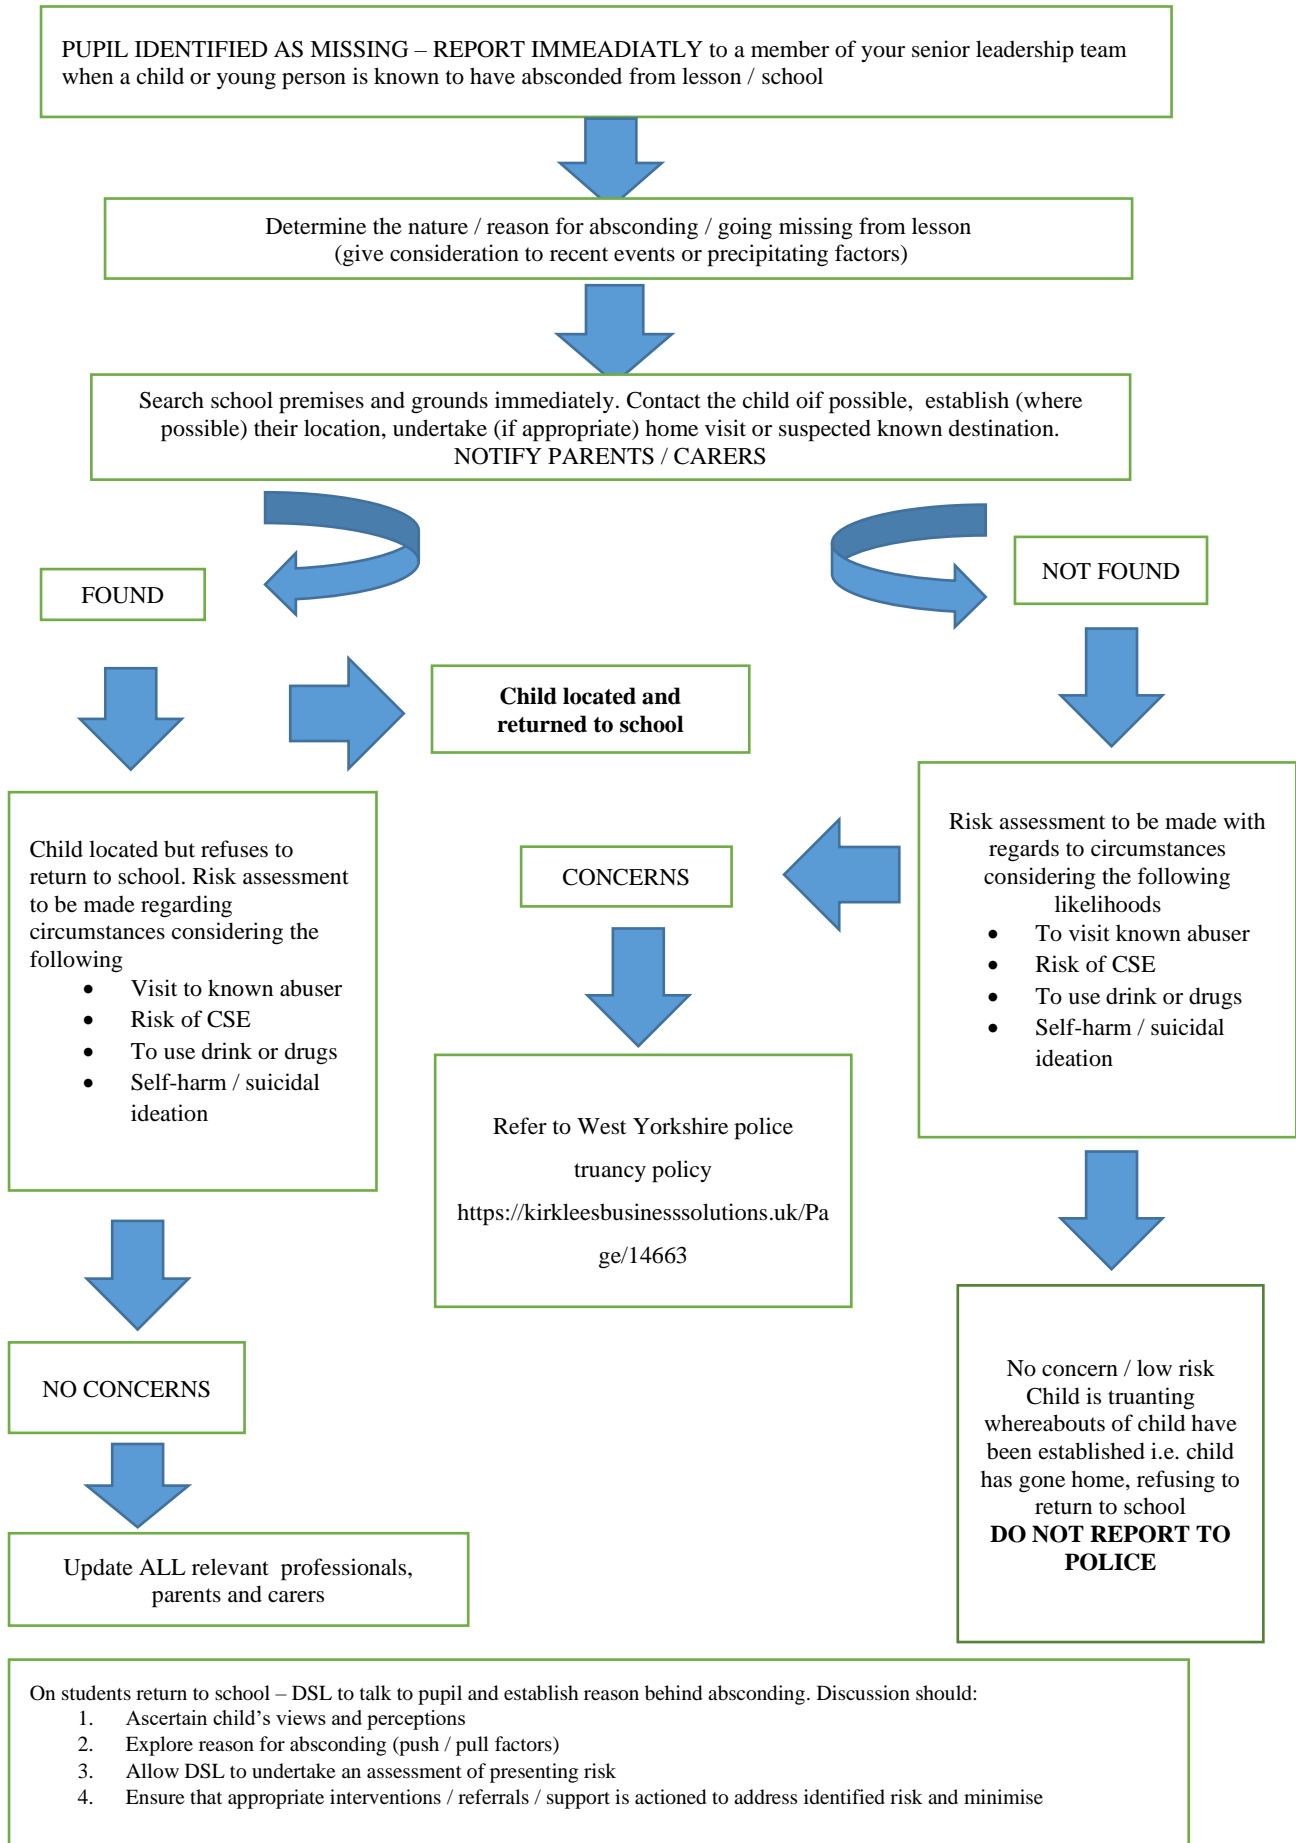 PUPIL IDENTIFIED AS MISSING – REPORT IMMEADIATLY to a member of your senior leadership team
when a child or young person is known to have absconded from lesson / school
Determine the nature / reason for absconding / going missing from lesson
(give consideration to recent events or precipitating factors)
Search school premises and grounds immediately. Contact the child oif possible,  establish (where
possible) their location, undertake (if appropriate) home visit or suspected known destination.
NOTIFY PARENTS / CARERS
FOUND
NOT FOUND
Child located and
returned to school
Child located but refuses to
return to school. Risk assessment
to be made regarding
circumstances considering the
following
• Visit to known abuser
• Risk of CSE
• To use drink or drugs
• Self-harm / suicidal
ideation
CONCERNS
Risk assessment to be made with
regards to circumstances
considering the following
likelihoods
• To visit known abuser
• Risk of CSE
• To use drink or drugs
• Self-harm / suicidal
ideation
Refer to West Yorkshire police
truancy policy
https://kirkleesbusinesssolutions.uk/Pa
ge/14663
NO CONCERNS
No concern / low risk
Child is truanting
whereabouts of child have
been established i.e. child
has gone home, refusing to
return to school
DO NOT REPORT TO
POLICE
Update ALL relevant  professionals,
parents and carers
On students return to school – DSL to talk to pupil and establish reason behind absconding. Discussion should:
1. Ascertain child’s views and perceptions
2. Explore reason for absconding (push / pull factors)
3. Allow DSL to undertake an assessment of presenting risk
4. Ensure that appropriate interventions / referrals / support is actioned to address identified risk and minimise